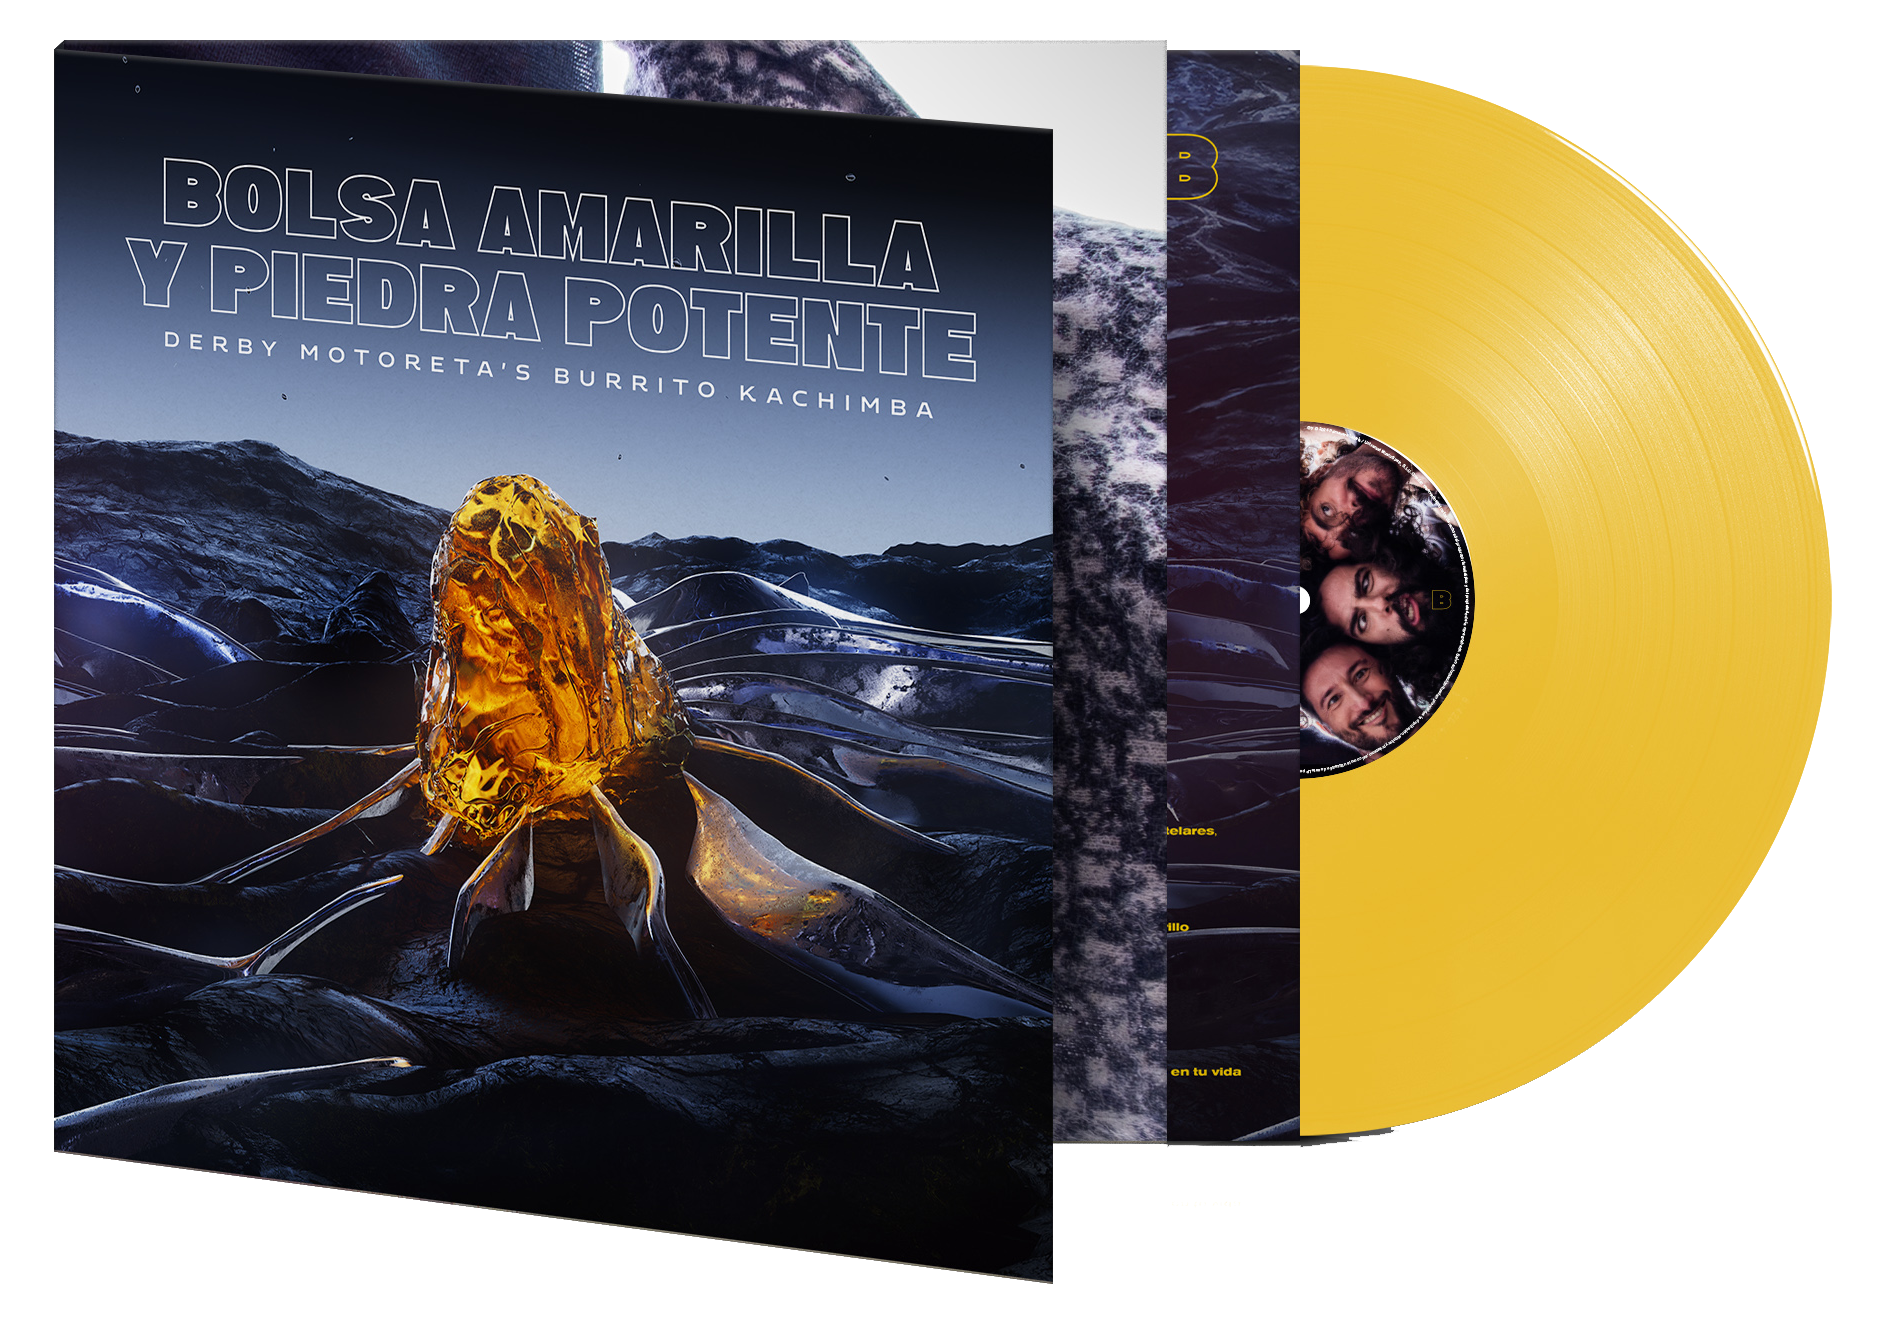 BOLSA AMARILLA
Y PIEDRA POTENTE
DERBY MOTORETA'S BURRITO KACHIMBA
B
telares,
illo
en tu vida
B